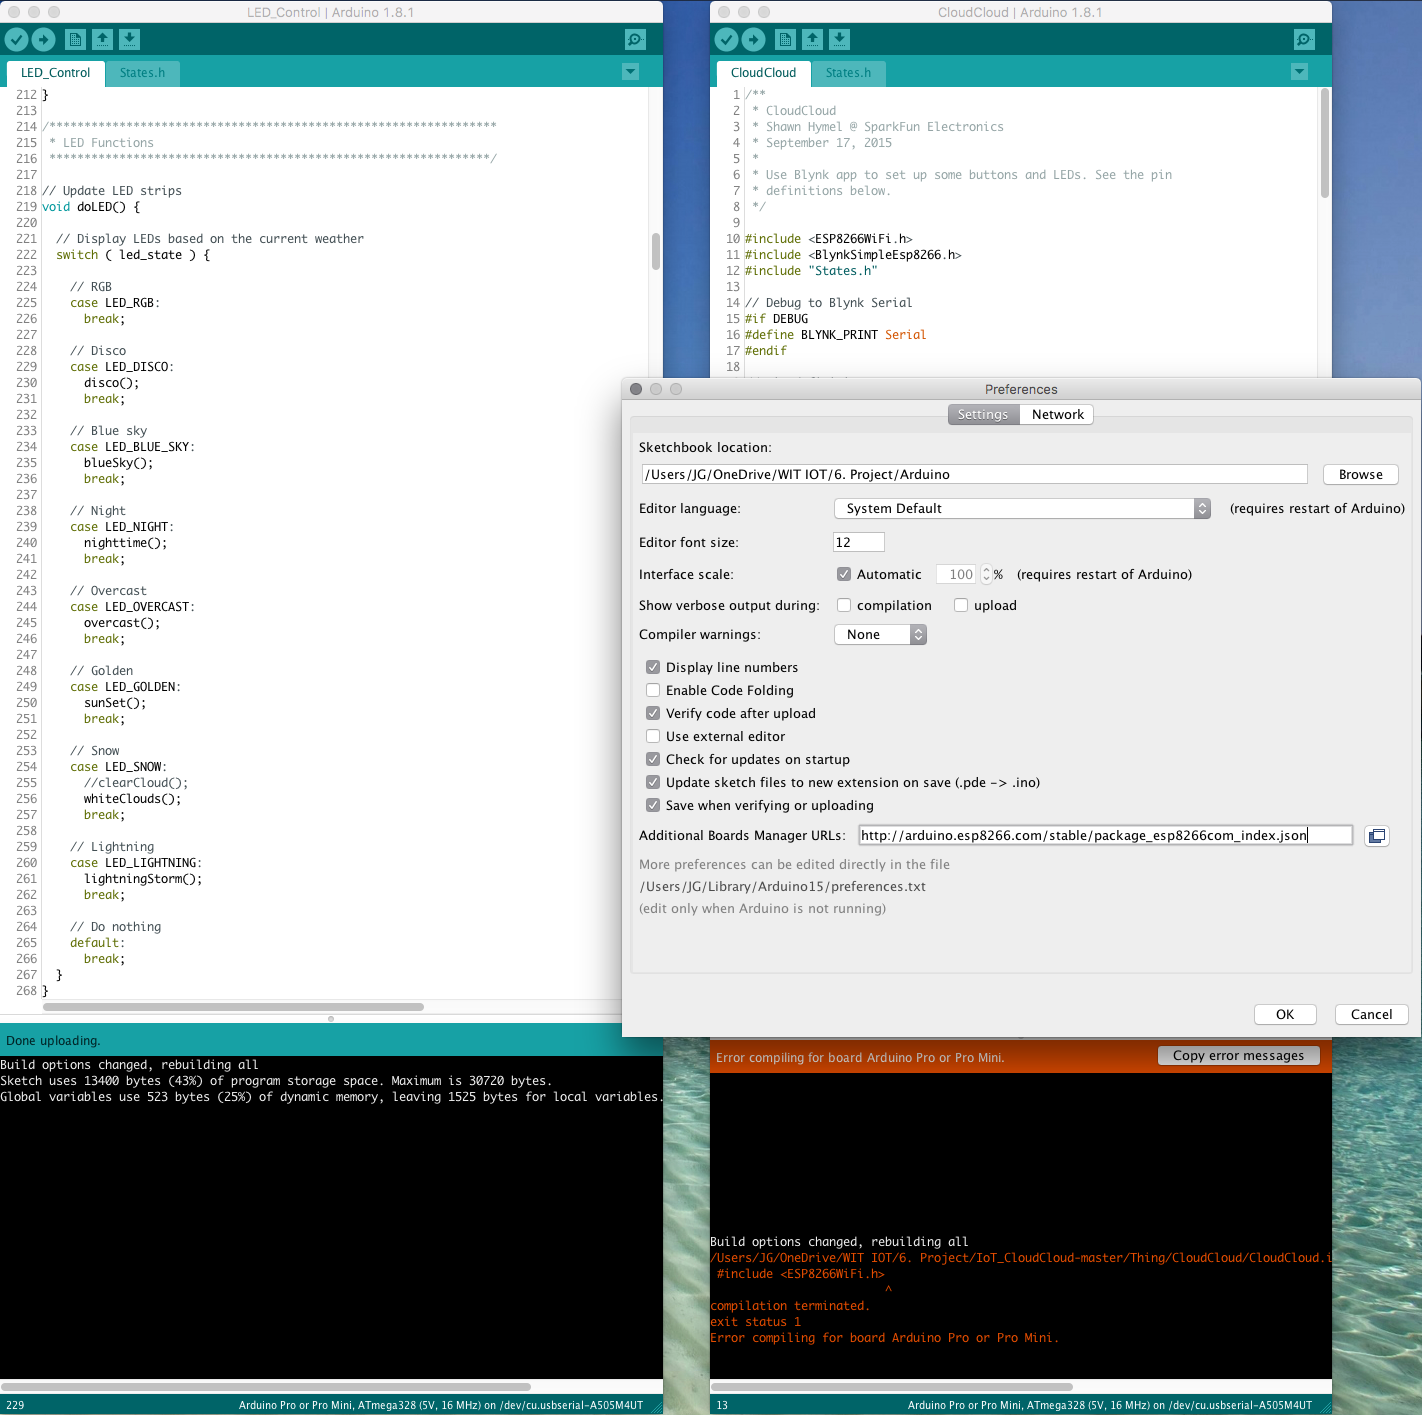 LED_Control | Arduino 1.8.1
LED_Control
States.h
212 }
213
214 /****************************************************************
215  * LED Functions
216  ***************************************************************/
217
218 // Update LED strips
219 void doLED() {
220
221   // Display LEDs based on the current weather
222   switch ( led_state ) {
223
224     // RGB
225     case LED_RGB:
226       break;
227
228     // Disco
229     case LED_DISCO:
230       disco();
231       break;
232
233     // Blue sky
234     case LED_BLUE_SKY:
235       blueSky();
236       break;
237
238     // Night
239     case LED_NIGHT:
240       nighttime();
241       break;
242
243     // Overcast
244     case LED_OVERCAST:
245       overcast();
246       break;
247
248     // Golden
249     case LED_GOLDEN:
250       sunSet();
251       break;
252
253     // Snow
254     case LED_SNOW:
255       //clearCloud();
256       whiteClouds();
257       break;
258
259     // Lightning
260     case LED_LIGHTNING:
261       lightningStorm();
262       break;
263
264     // Do nothing
265     default:
266       break;
267   }
268 }
Done uploading.
Build options changed, rebuilding all
Sketch uses 13400 bytes (43%) of program storage space. Maximum is 30720 bytes.
Global variables use 523 bytes (25%) of dynamic memory, leaving 1525 bytes for local variables.
229 Arduino Pro or Pro Mini, ATmega328 (5V, 16 MHz) on /dev/cu.usbserial-A505M4UT
CloudCloud | Arduino 1.8.1
CloudCloud
States.h
1 /**
2  * CloudCloud
3  * Shawn Hymel @ SparkFun Electronics
4  * September 17, 2015
5  *
6  * Use Blynk app to set up some buttons and LEDs. See the pin
7  * definitions below.
8  */
9
10 #include <ESP8266WiFi.h>
11 #include <BlynkSimpleEsp8266.h>
12 #include "States.h"
13
14 // Debug to Blynk Serial
15 #if DEBUG
16 #define BLYNK_PRINT Serial
17 #endif
18
Preferences
Settings
Network
Sketchbook location:
/Users/JG/OneDrive/WIT IOT/6. Project/Arduino
Browse
Editor language: System Default (requires restart of Arduino)
Editor font size: 12
Interface scale: Automatic 100 % (requires restart of Arduino)
Show verbose output during: compilation upload
Compiler warnings: None
Display line numbers
Enable Code Folding
Verify code after upload
Use external editor
Check for updates on startup
Update sketch files to new extension on save (.pde -> .ino)
Save when verifying or uploading
Additional Boards Manager URLs: http://arduino.esp8266.com/stable/package_esp8266com_index.json
More preferences can be edited directly in the file
/Users/JG/Library/Arduino15/preferences.txt
(edit only when Arduino is not running)
OK
Cancel
Error compiling for board Arduino Pro or Pro Mini.
Copy error messages
Build options changed, rebuilding all
/Users/JG/OneDrive/WIT IOT/6. Project/IoT_CloudCloud-master/Thing/CloudCloud/CloudCloud.i
 #include <ESP8266WiFi.h>
^
compilation terminated.
exit status 1
Error compiling for board Arduino Pro or Pro Mini.
13 Arduino Pro or Pro Mini, ATmega328 (5V, 16 MHz) on /dev/cu.usbserial-A505M4UT